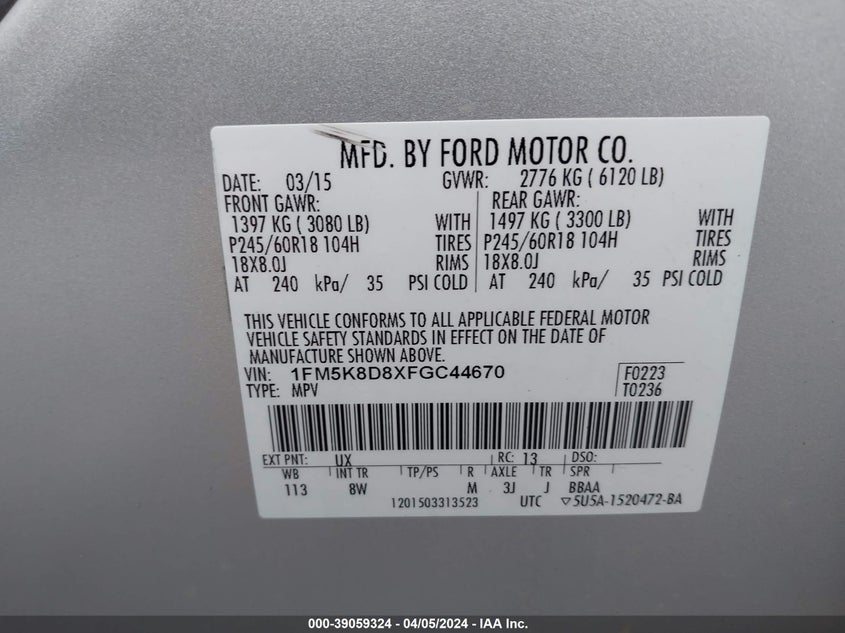 MFD. BY FORD MOTOR CO.
DATE: 03/15 GVWR: 2776 KG ( 6120 LB)
FRONT GAWR: REAR GAWR:
1397 KG ( 3080 LB) WITH 1497 KG ( 3300 LB) WITH
P245/60R18 104H TIRES P245/60R18 104H TIRES
18X8.0J RIMS 18X8.0J RIMS
AT 240 kPa/ 35 PSI COLD AT 240 kPa/ 35 PSI COLD
THIS VEHICLE CONFORMS TO ALL APPLICABLE FEDERAL MOTOR
VEHICLE SAFETY STANDARDS IN EFFECT ON THE DATE OF
MANUFACTURE SHOWN ABOVE.
VIN: 1FM5K8D8XFGC44670 F0223
TYPE: MPV T0236
EXT PNT: UX RC: 13 DSO:
WB INT TR TP/PS R AXLE TR SPR
113 8W M 3J J BBAA
1201503313523 UTC ▽5U5A-1520472-BA
000-39059324 - 04/05/2024 - IAA Inc.